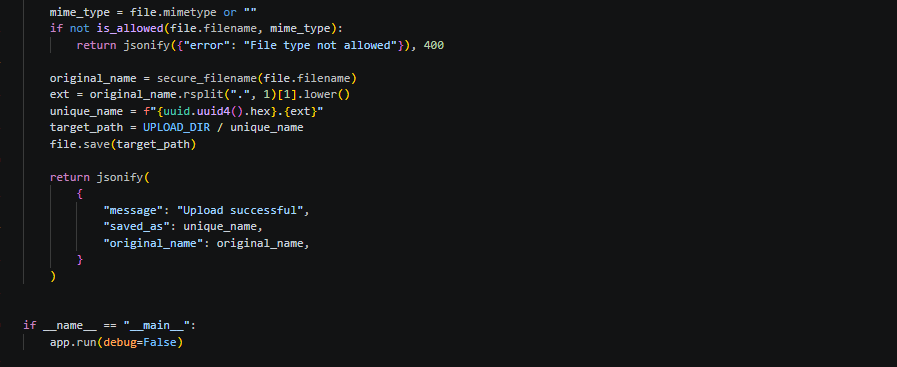 mime_type = file.mimetype or ""
if not is_allowed(file.filename, mime_type):
return jsonify({"error": "File type not allowed"}), 400
original_name = secure_filename(file.filename)
ext = original_name.rsplit(".", 1)[1].lower()
unique_name = f"{uuid.uuid4().hex}.{ext}"
target_path = UPLOAD_DIR / unique_name
file.save(target_path)
return jsonify(
{
"message": "Upload successful",
"saved_as": unique_name,
"original_name": original_name,
}
)
if __name__ == "__main__":
app.run(debug=False)